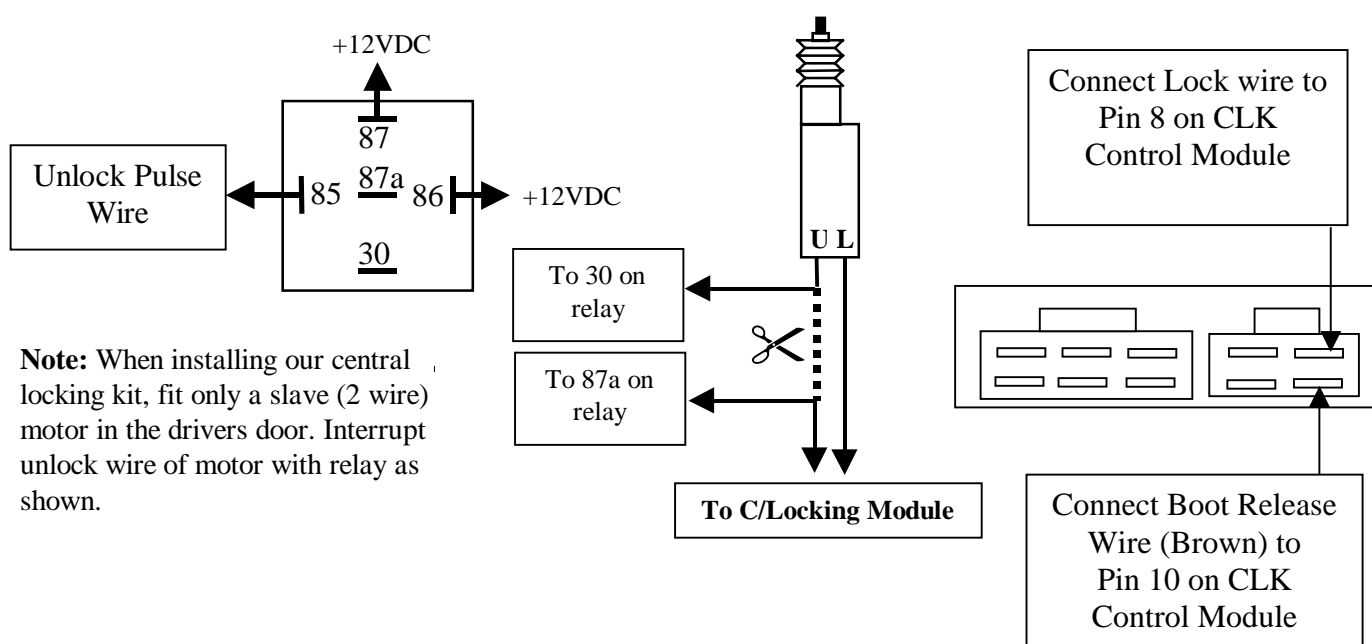 +12VDC
87
87a
85
86
30
+12VDC
Unlock Pulse
Wire
Note: When installing our central
locking kit, fit only a slave (2 wire)
motor in the drivers door. Interrupt
unlock wire of motor with relay as
shown.
U L
To 30 on
relay
To 87a on
relay
To C/Locking Module
Connect Lock wire to
Pin 8 on CLK
Control Module
Connect Boot Release
Wire (Brown) to
Pin 10 on CLK
Control Module